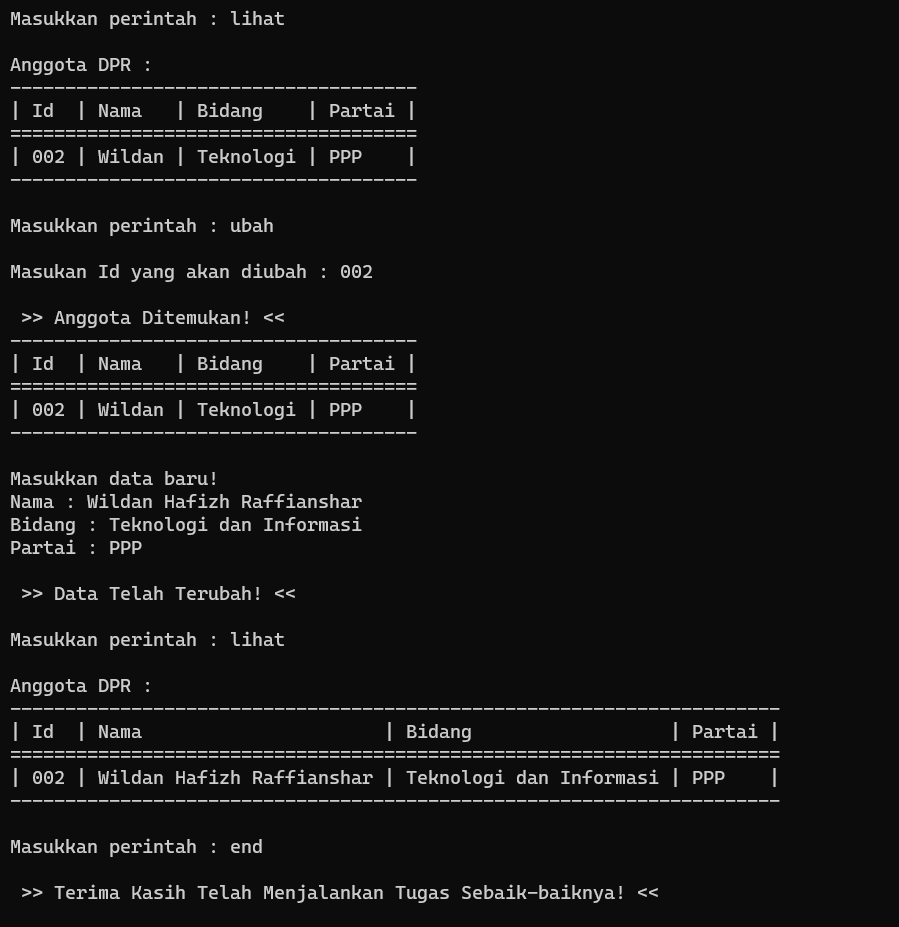 Masukkan perintah : lihat

Anggota DPR :
-------------------------------------
| Id  | Nama   | Bidang    | Partai |
=====================================
| 002 | Wildan | Teknologi | PPP    |
-------------------------------------

Masukkan perintah : ubah

Masukan Id yang akan diubah : 002

 >> Anggota Ditemukan! <<
-------------------------------------
| Id  | Nama   | Bidang    | Partai |
=====================================
| 002 | Wildan | Teknologi | PPP    |
-------------------------------------

Masukkan data baru!
Nama : Wildan Hafizh Raffianshar
Bidang : Teknologi dan Informasi
Partai : PPP

 >> Data Telah Terubah! <<

Masukkan perintah : lihat

Anggota DPR :
----------------------------------------------------------------------
| Id  | Nama                      | Bidang                  | Partai |
======================================================================
| 002 | Wildan Hafizh Raffianshar | Teknologi dan Informasi | PPP    |
----------------------------------------------------------------------

Masukkan perintah : end

 >> Terima Kasih Telah Menjalankan Tugas Sebaik-baiknya! <<